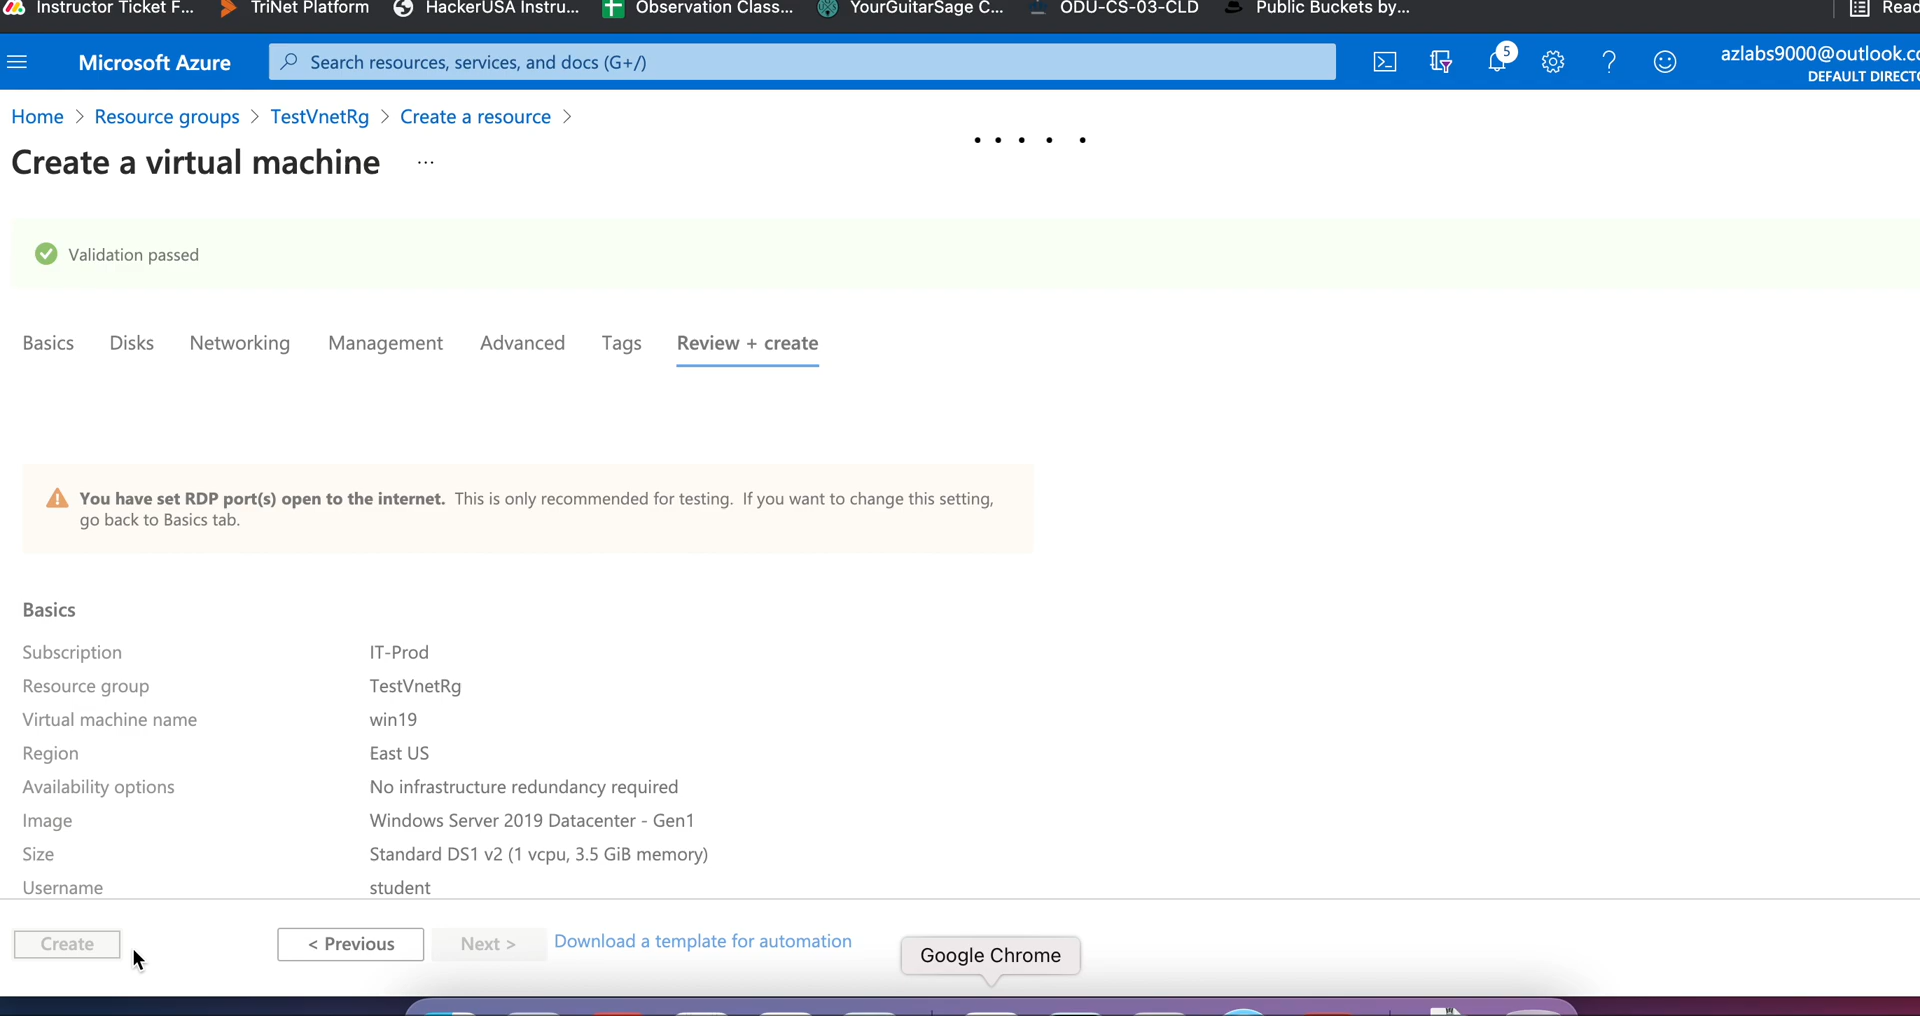 Instructor Ticket F... TriNet Platform HackerUSA Instru... Observation Class... YourGuitarSage C... ODU-CS-03-CLD Public Buckets by...
Microsoft Azure Search resources, services, and docs (G+/) 5 azlabs9000@outlook.co
DEFAULT DIRECTO
Home > Resource groups > TestVnetRg > Create a resource >
Create a virtual machine ...
Validation passed
Basics Disks Networking Management Advanced Tags Review + create
You have set RDP port(s) open to the internet. This is only recommended for testing. If you want to change this setting,
go back to Basics tab.
Basics
Subscription IT-Prod
Resource group TestVnetRg
Virtual machine name win19
Region East US
Availability options No infrastructure redundancy required
Image Windows Server 2019 Datacenter - Gen1
Size Standard DS1 v2 (1 vcpu, 3.5 GiB memory)
Username student
Create < Previous Next > Download a template for automation
Google Chrome